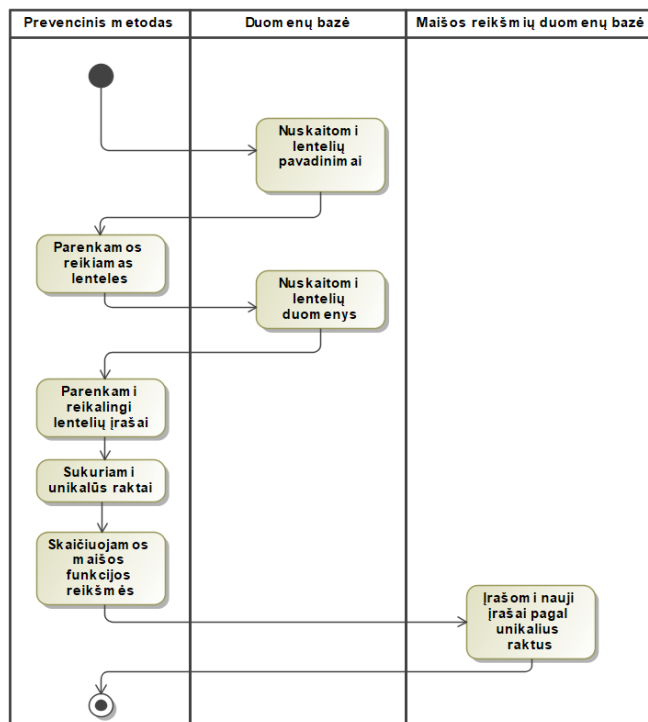 Prevencinis metodas
Duomenų bazė
Maišos reikšmių duomenų bazė
Nuskaitomi
lentelių
pavadinimai
Parenkamos
reikiamas
lenteles
Nuskaitomi
lentelių
duomenys
Parenkami
reikalingi
lentelių įrašai
Sukuriami
unikalūs raktai
Skaičiuojamos
maišos
funkcijos
reikšmės
Įrašomi nauji
įrašai pagal
unikalius
raktus